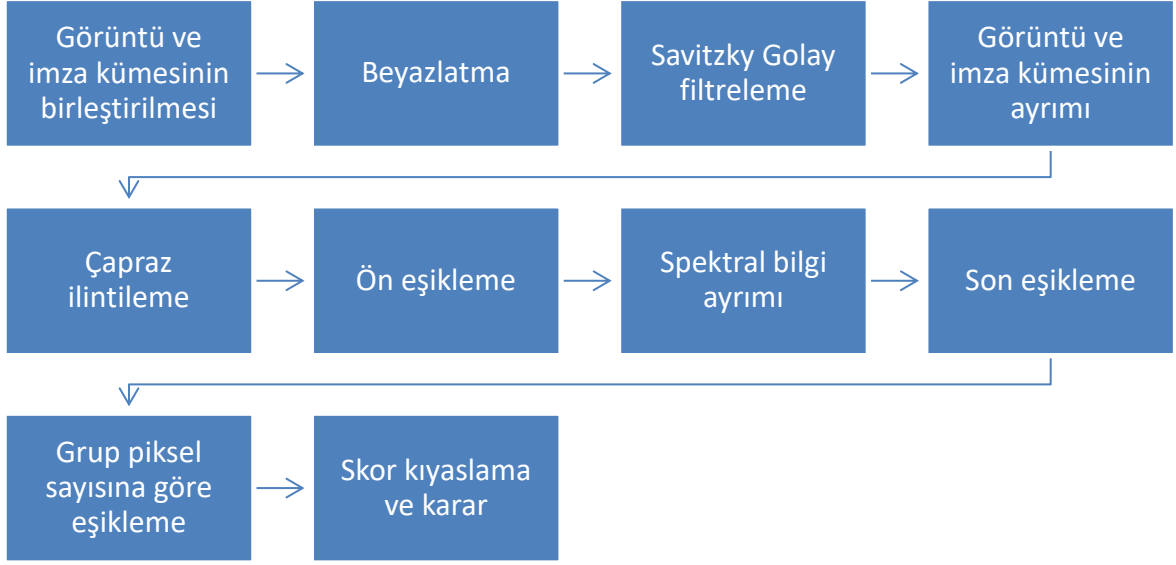 Görüntü ve
imza kümesinin
birleştirilmesi
Beyazlatma
Savitzky Golay
filtreleme
Görüntü ve
imza kümesinin
ayrımı
Çapraz
ilintileme
Ön eşikleme
Spektral bilgi
ayrımı
Son eşikleme
Grup piksel
sayısına göre
eşikleme
Skor kıyaslama
ve karar